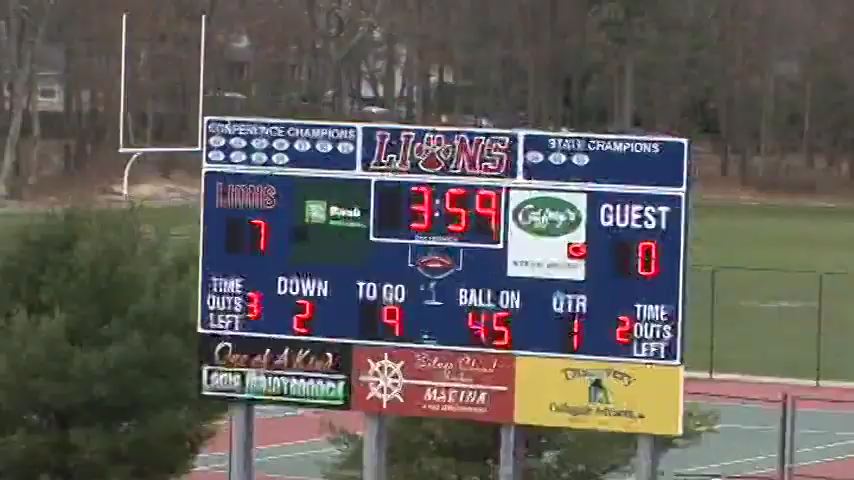 CONFERENCE CHAMPIONS
LIONS
STATE CHAMPIONS
LIONS
7
Bank
3:59
GUEST
0
TIME OUTS LEFT 3
DOWN 2
TO GO 9
BALL ON 45
QTR 1
2 TIME OUTS LEFT
One of A Kind
MARINA